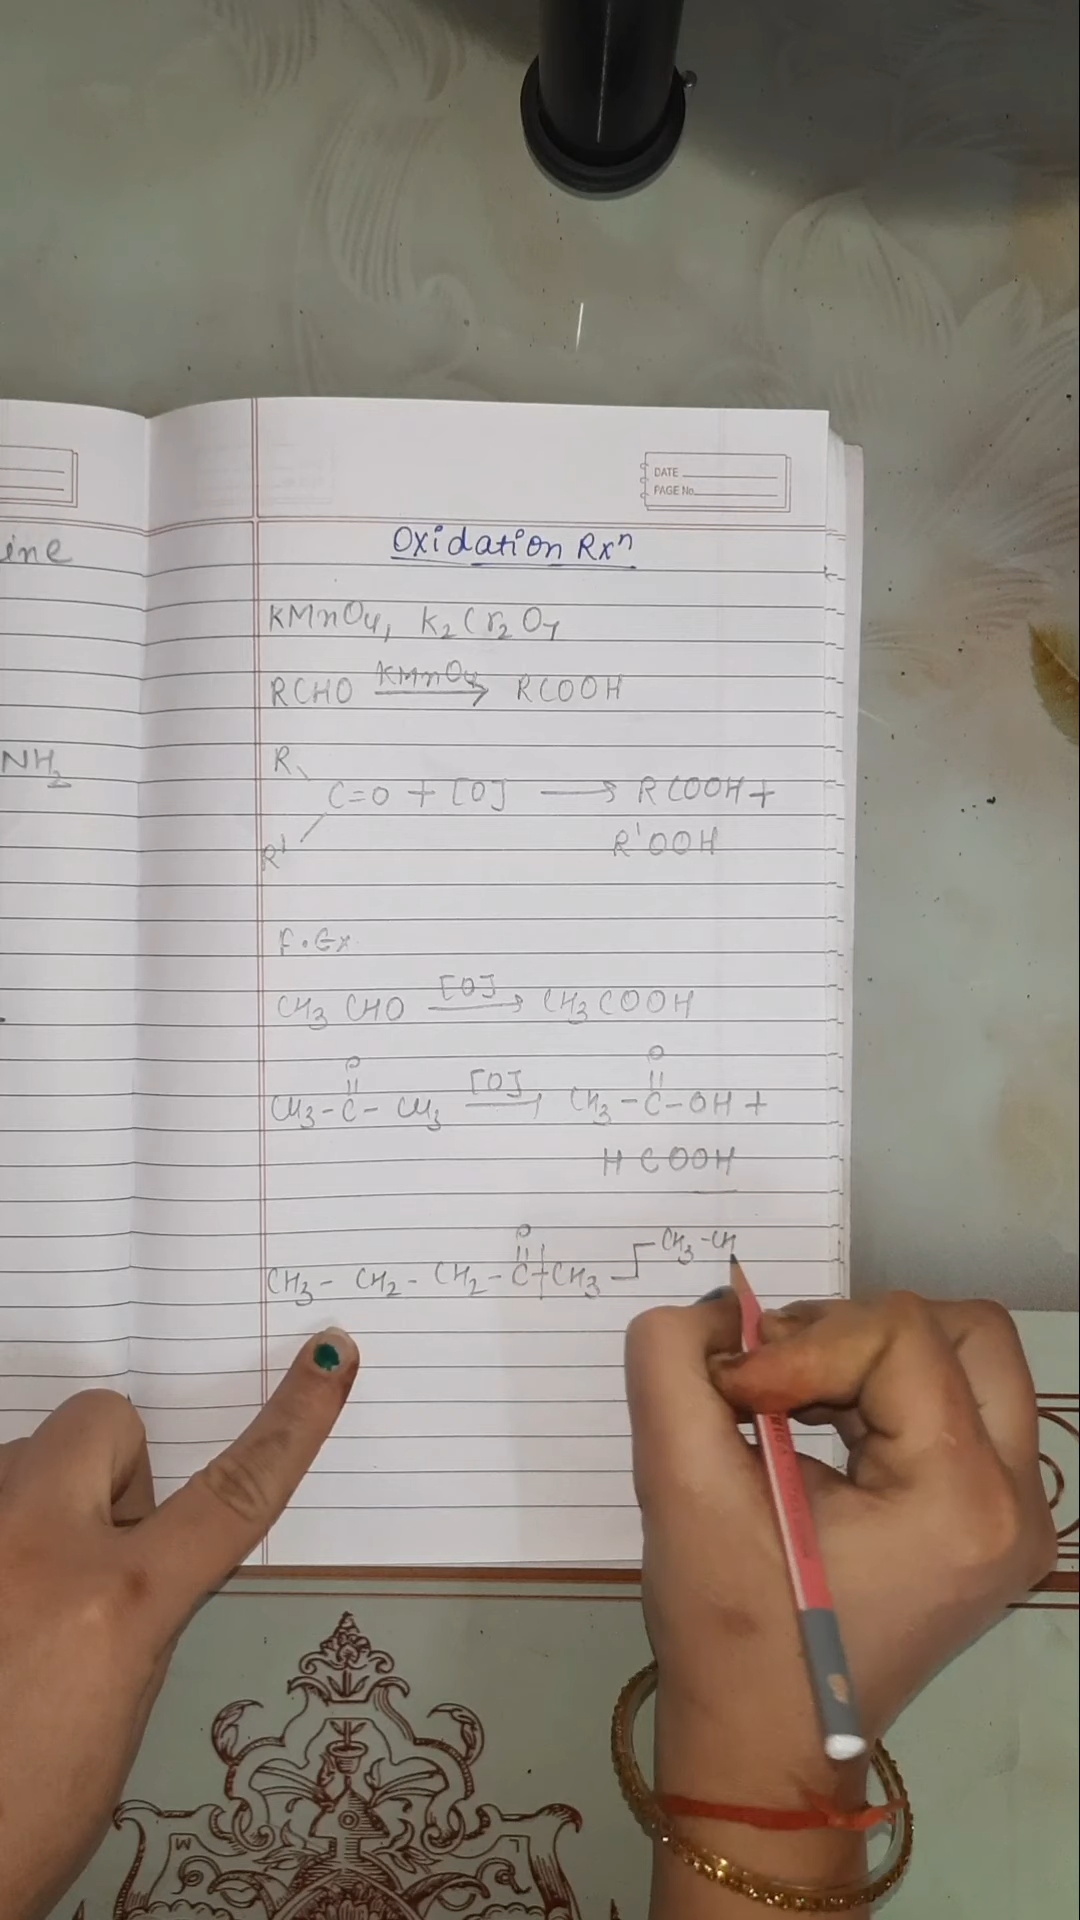 DATE
PAGE No.
ine
Oxidation Rxⁿ
KMnO₄, K₂Cr₂O₇
RCHO —KMnO₄→ RCOOH
NH₂
R
C=O + [O] ⟶ RCOOH +
R' R'OOH
F.Ex.
CH₃CHO —[O]→ CH₃COOH
O O
|| ||
CH₃-C-CH₃ —[O]→ CH₃-C-OH +
HCOOH
O CH₃-CH
||
CH₃-CH₂-CH₂-C-CH₃